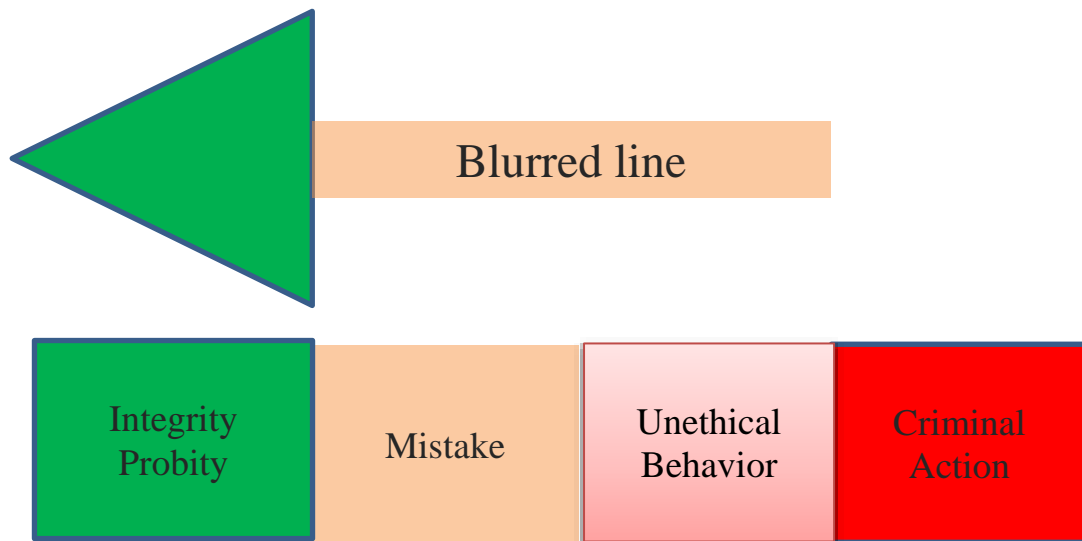 Blurred line
Integrity
Probity
Mistake
Unethical
Behavior
Criminal
Action